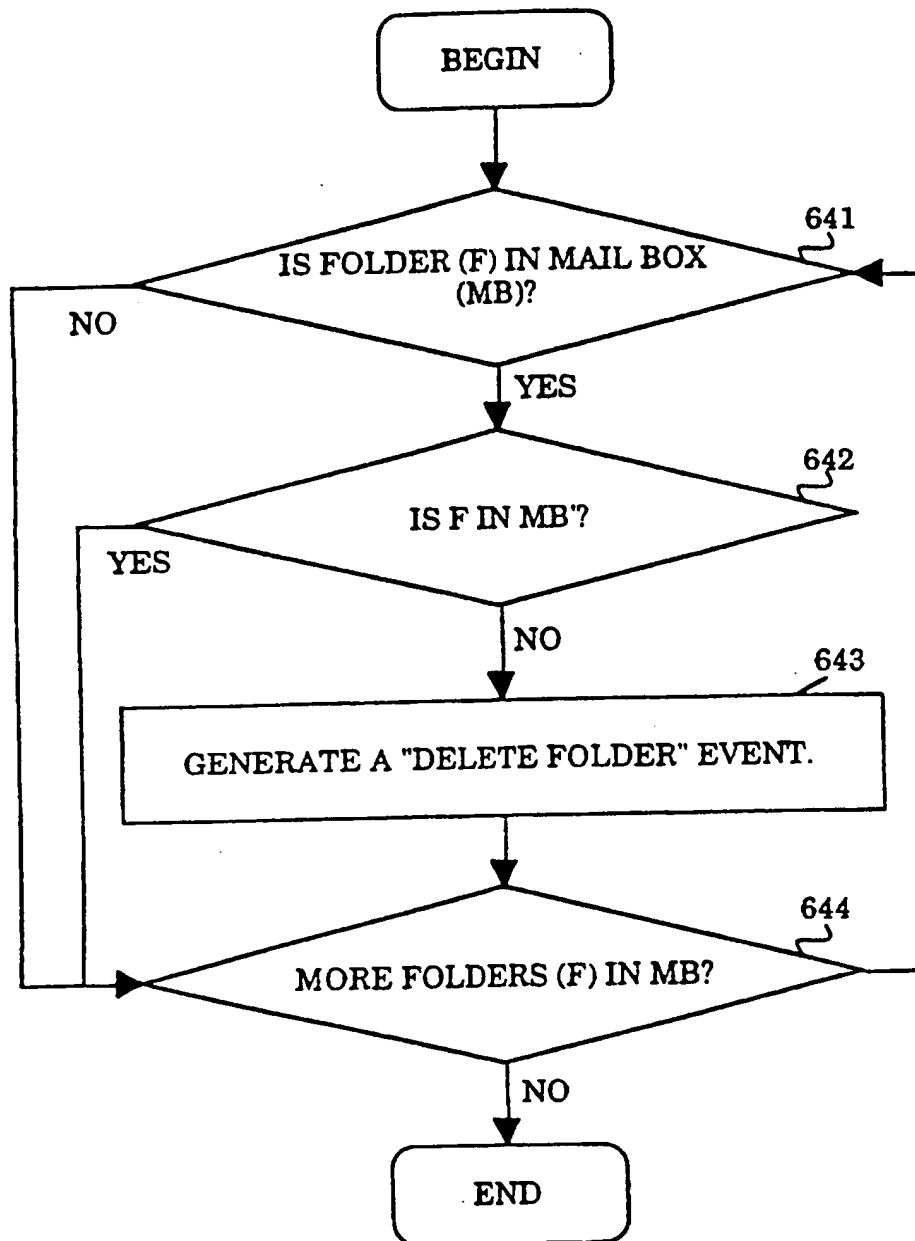 BEGIN
641
IS FOLDER (F) IN MAIL BOX
(MB)?
NO
YES
642
IS F IN MB'?
YES
NO
643
GENERATE A "DELETE FOLDER" EVENT.
644
MORE FOLDERS (F) IN MB?
NO
END